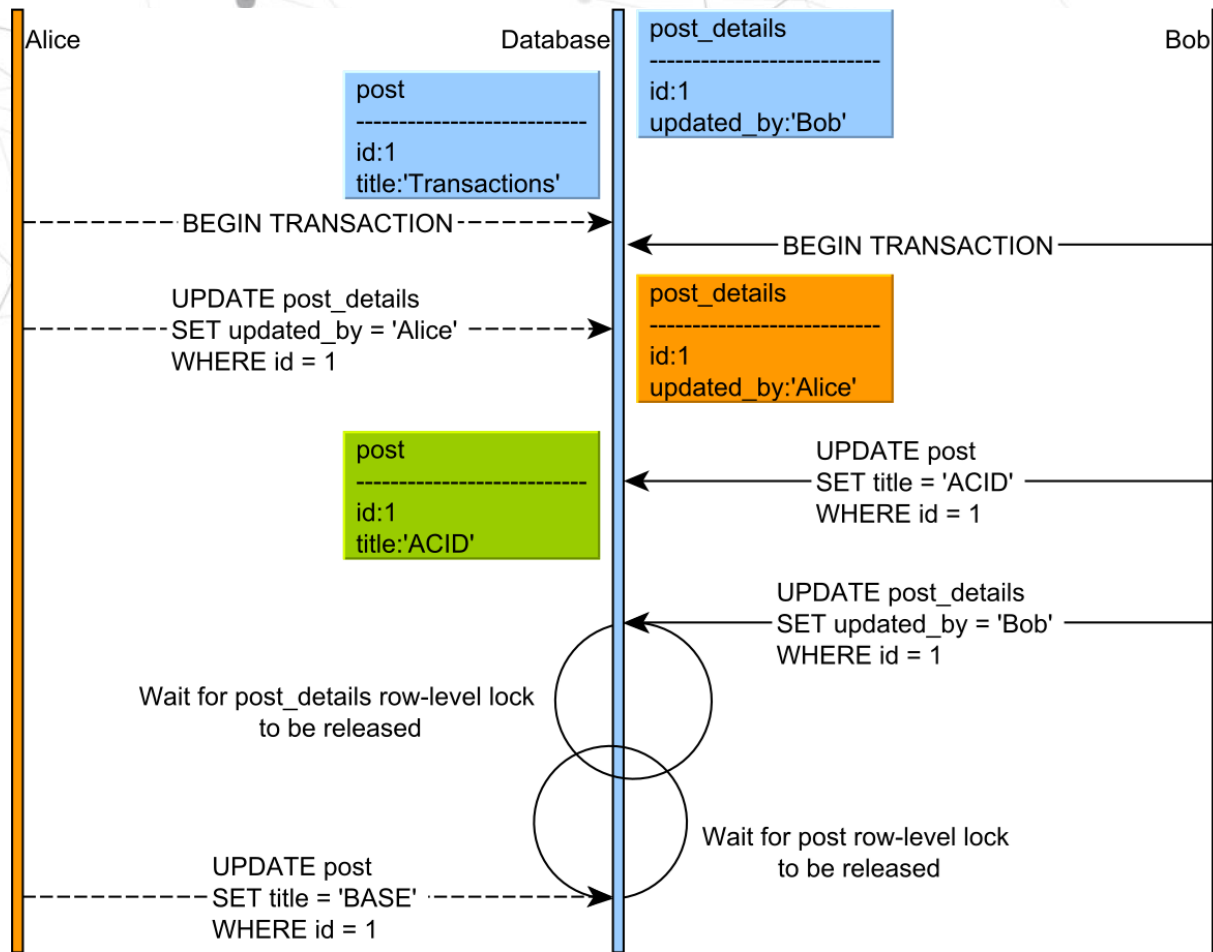 Alice
Database
Bob
post_details
---------------------------
id:1
updated_by:'Bob'
post
---------------------------
id:1
title:'Transactions'
BEGIN TRANSACTION
BEGIN TRANSACTION
UPDATE post_details
SET updated_by = 'Alice'
WHERE id = 1
post_details
---------------------------
id:1
updated_by:'Alice'
post
---------------------------
id:1
title:'ACID'
UPDATE post
SET title = 'ACID'
WHERE id = 1
UPDATE post_details
SET updated_by = 'Bob'
WHERE id = 1
Wait for post_details row-level lock
to be released
Wait for post row-level lock
to be released
UPDATE post
SET title = 'BASE'
WHERE id = 1